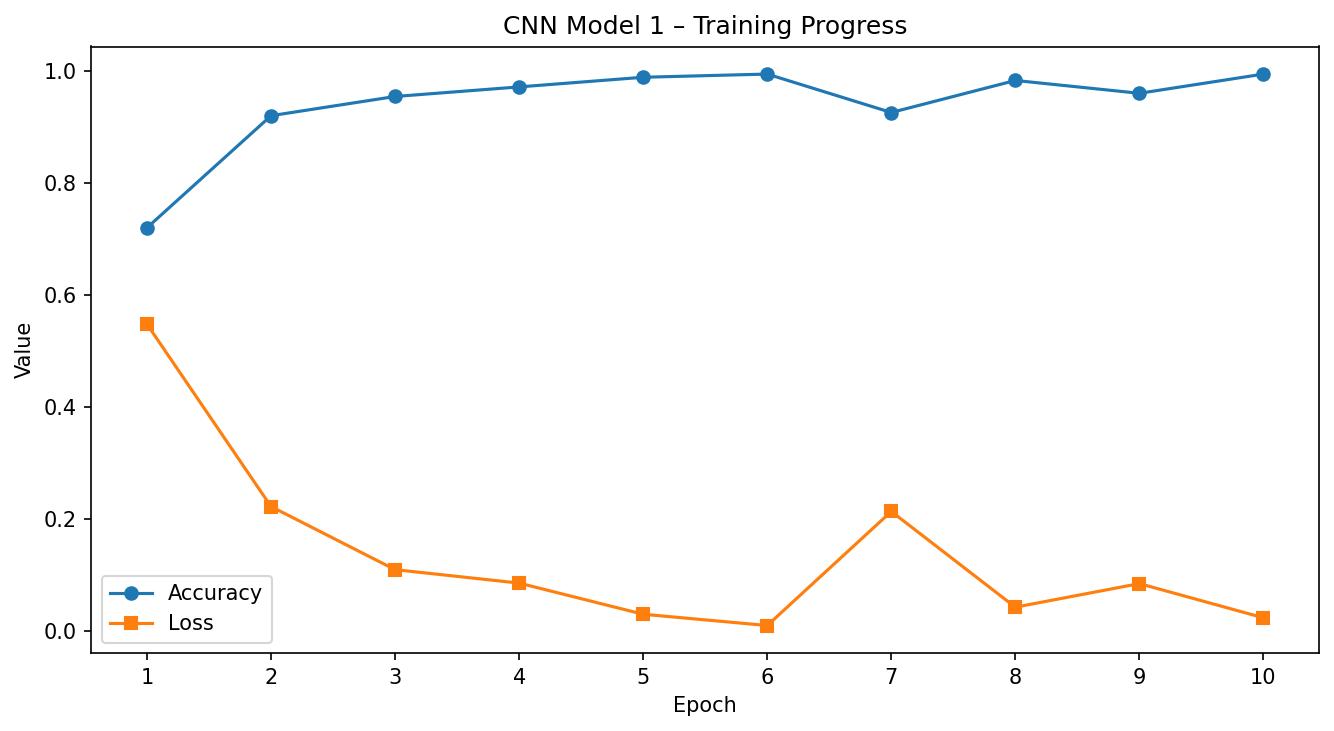 CNN Model 1 – Training Progress
1.0
0.8
0.6
0.4
0.2
0.0
Value
Accuracy
Loss
1 2 3 4 5 6 7 8 9 10
Epoch